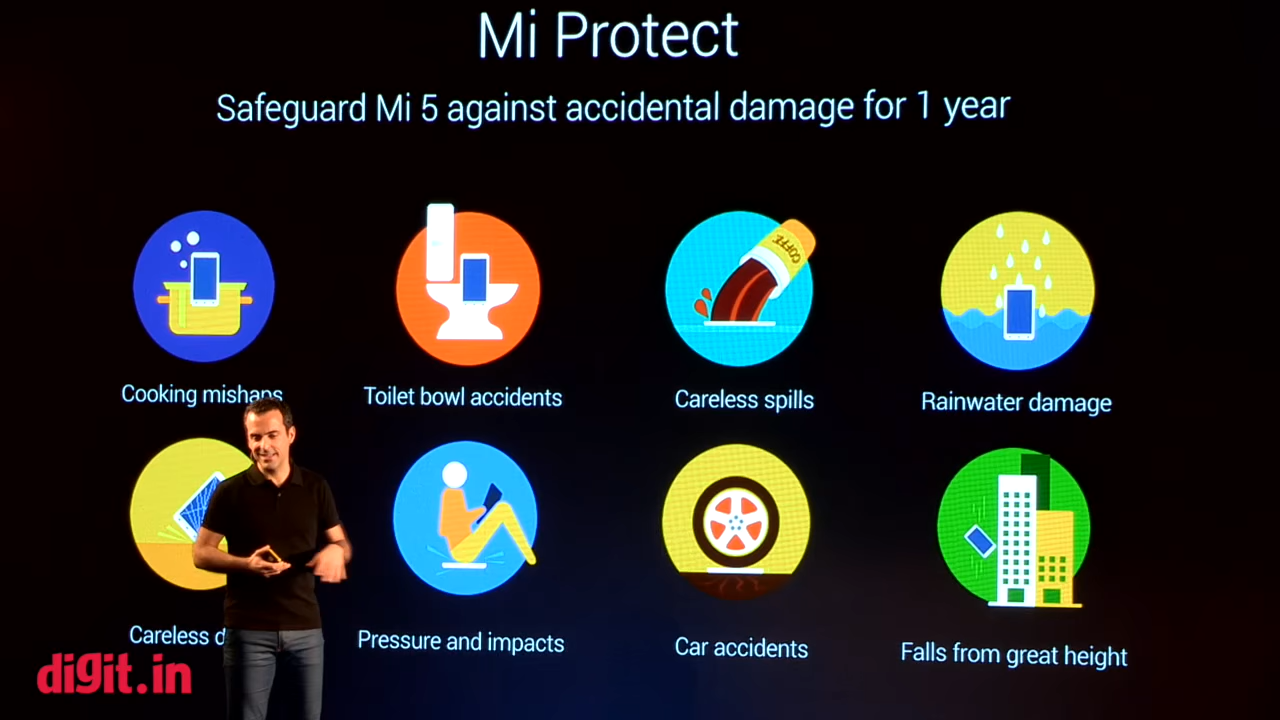 Mi Protect
Safeguard Mi 5 against accidental damage for 1 year
COFFE
Cooking mishaps
Toilet bowl accidents
Careless spills
Rainwater damage
Careless
Pressure and impacts
Car accidents
Falls from great height
digit.in